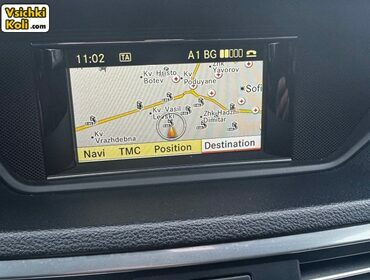 Vsichki
Koli.com
11:02 TA A1 BG
Zhk
Yavorov
Kv. Hristo
Botev
Kv
Poduyane
Sofi
Kv. Vasil
Levski
Zhk Hadzhi
Dimitar
Kv
Vrazhdebna
Navi TMC Position Destination